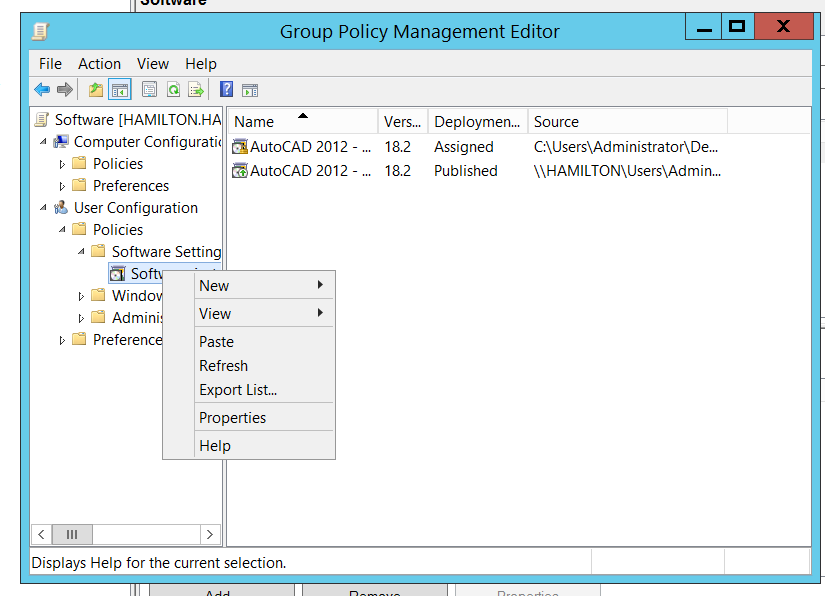 Software
Group Policy Management Editor
File Action View Help
Software [HAMILTON.HA
Computer Configuratio
Policies
Preferences
User Configuration
Policies
Software Setting
Softw
Window
Adminis
Preference
Name Vers... Deploymen... Source
AutoCAD 2012 - ... 18.2 Assigned C:\Users\Administrator\De...
AutoCAD 2012 - ... 18.2 Published \\HAMILTON\Users\Admin...
New
View
Paste
Refresh
Export List...
Properties
Help
Displays Help for the current selection.
Add Remove Properties